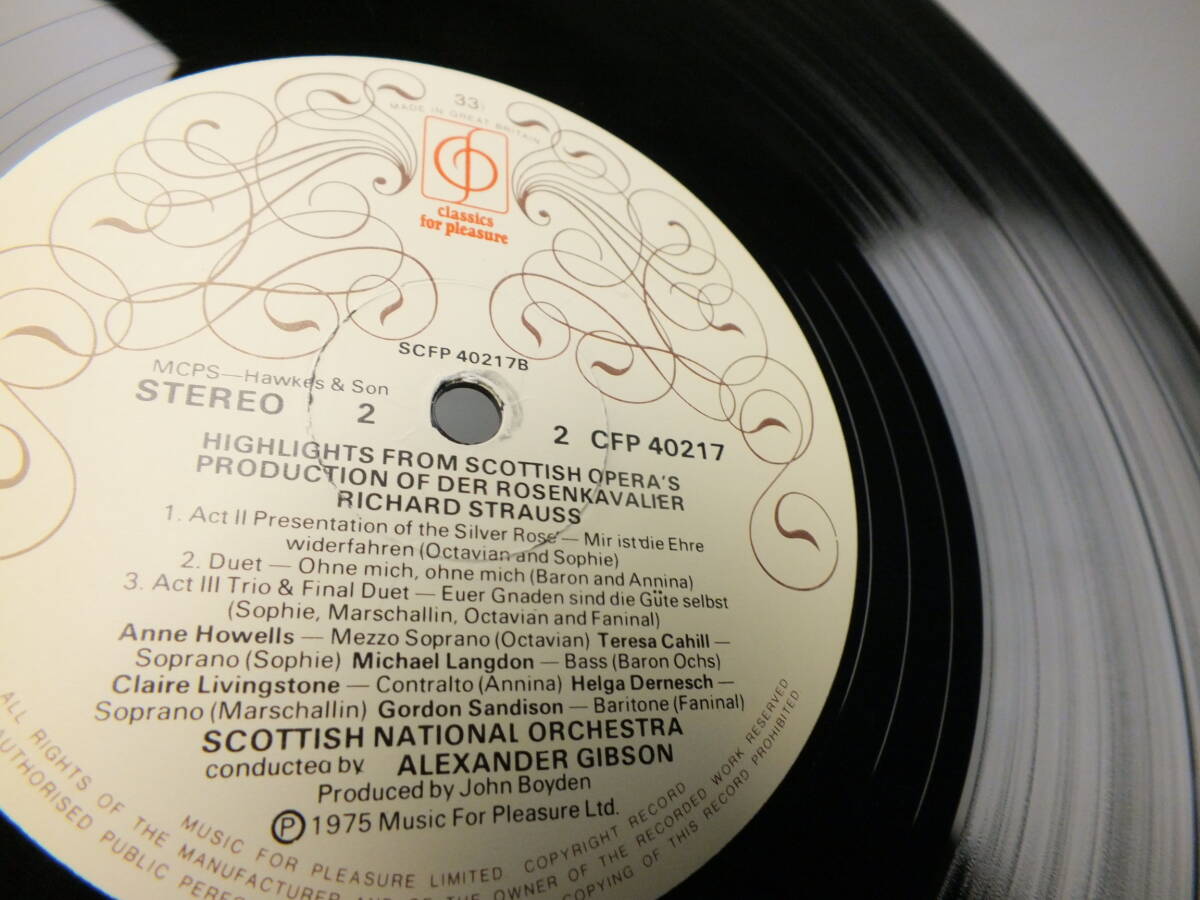 33⅓
MADE IN GREAT BRITAIN
classics
for pleasure
SCFP 40217B
MCPS—Hawkes & Son
STEREO 2 2 CFP 40217
HIGHLIGHTS FROM SCOTTISH OPERA'S
PRODUCTION OF DER ROSENKAVALIER
RICHARD STRAUSS
1. Act II Presentation of the Silver Rose — Mir ist die Ehre
widerfahren (Octavian and Sophie)
2. Duet — Ohne mich, ohne mich (Baron and Annina)
3. Act III Trio & Final Duet — Euer Gnaden sind die Güte selbst
(Sophie, Marschallin, Octavian and Faninal)
Anne Howells — Mezzo Soprano (Octavian) Teresa Cahill —
Soprano (Sophie) Michael Langdon — Bass (Baron Ochs)
Claire Livingstone — Contralto (Annina) Helga Dernesch —
Soprano (Marschallin) Gordon Sandison — Baritone (Faninal)
SCOTTISH NATIONAL ORCHESTRA
conducted by ALEXANDER GIBSON
Produced by John Boyden
Ⓟ 1975 Music For Pleasure Ltd.
MUSIC FOR PLEASURE LIMITED COPYRIGHT RECORD
ALL RIGHTS OF THE MANUFACTURER AND OF THE OWNER OF THE RECORDED WORK RESERVED
AUTHORISED PUBLIC COPYING OF THIS RECORD PROHIBITED